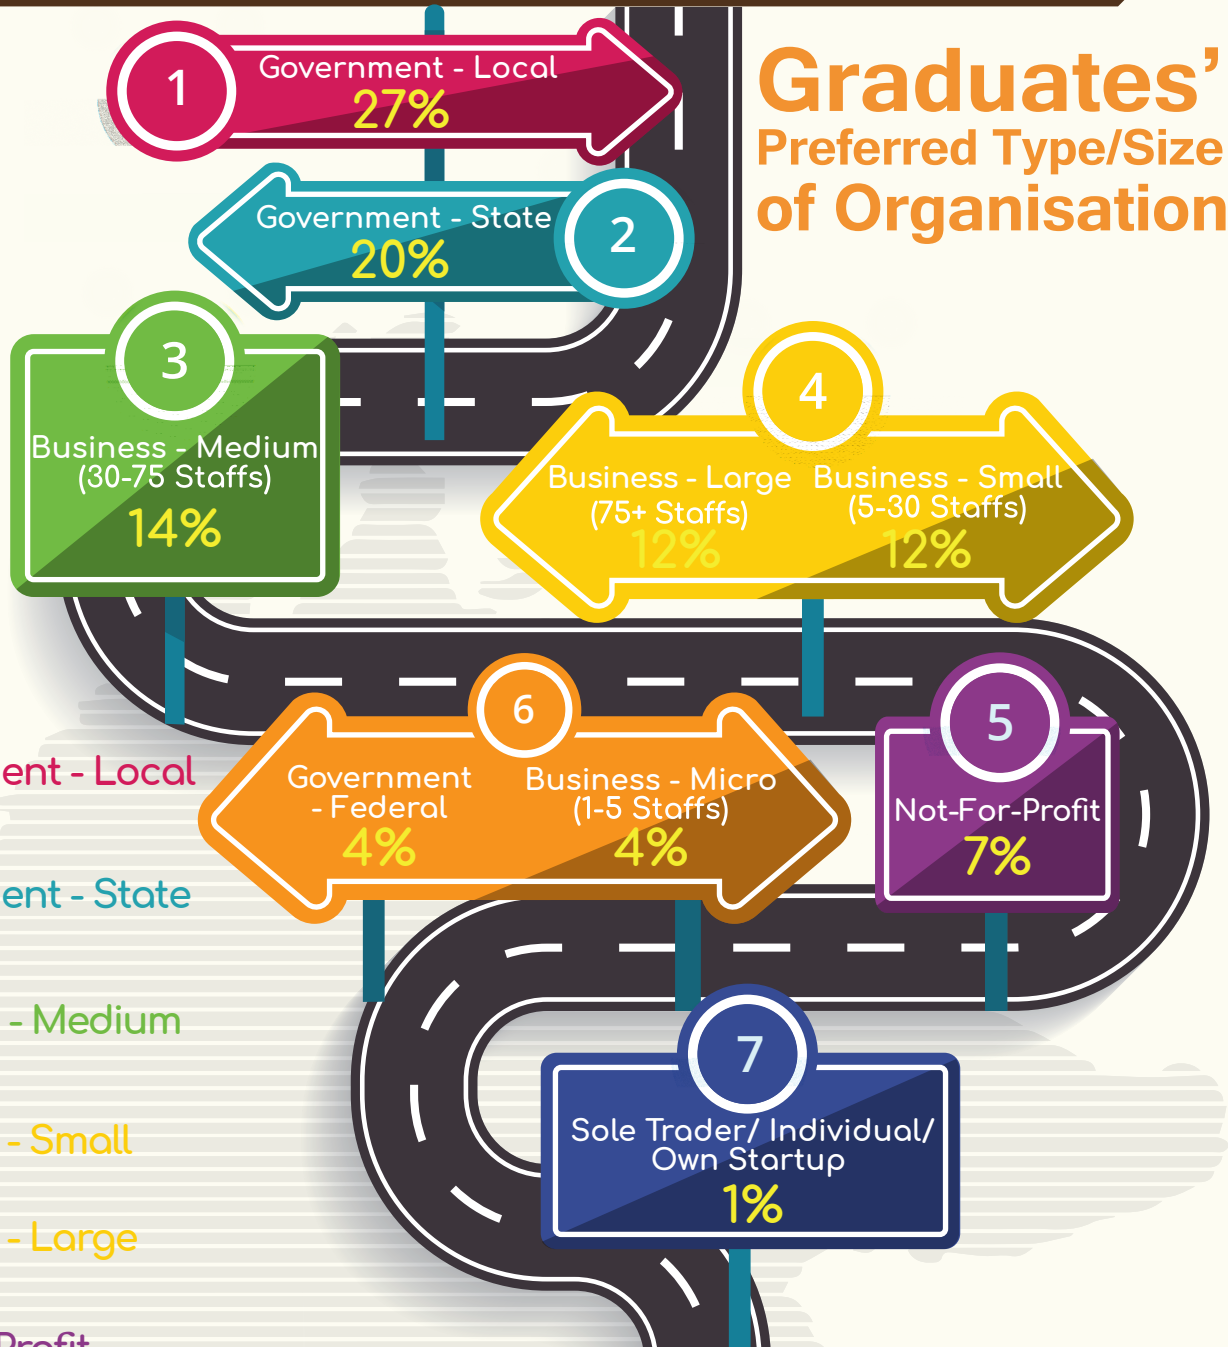 Graduates’
Preferred Type/Size
of Organisation
1
Government - Local
27%
2
Government - State
20%
3
Business - Medium
(30-75 Staffs)
14%
4
Business - Large
(75+ Staffs)
12%
Business - Small
(5-30 Staffs)
12%
5
Not-For-Profit
7%
6
Government
- Federal
4%
Business - Micro
(1-5 Staffs)
4%
7
Sole Trader/ Individual/
Own Startup
1%
ent - Local
ent - State
- Medium
- Small
- Large
Profit